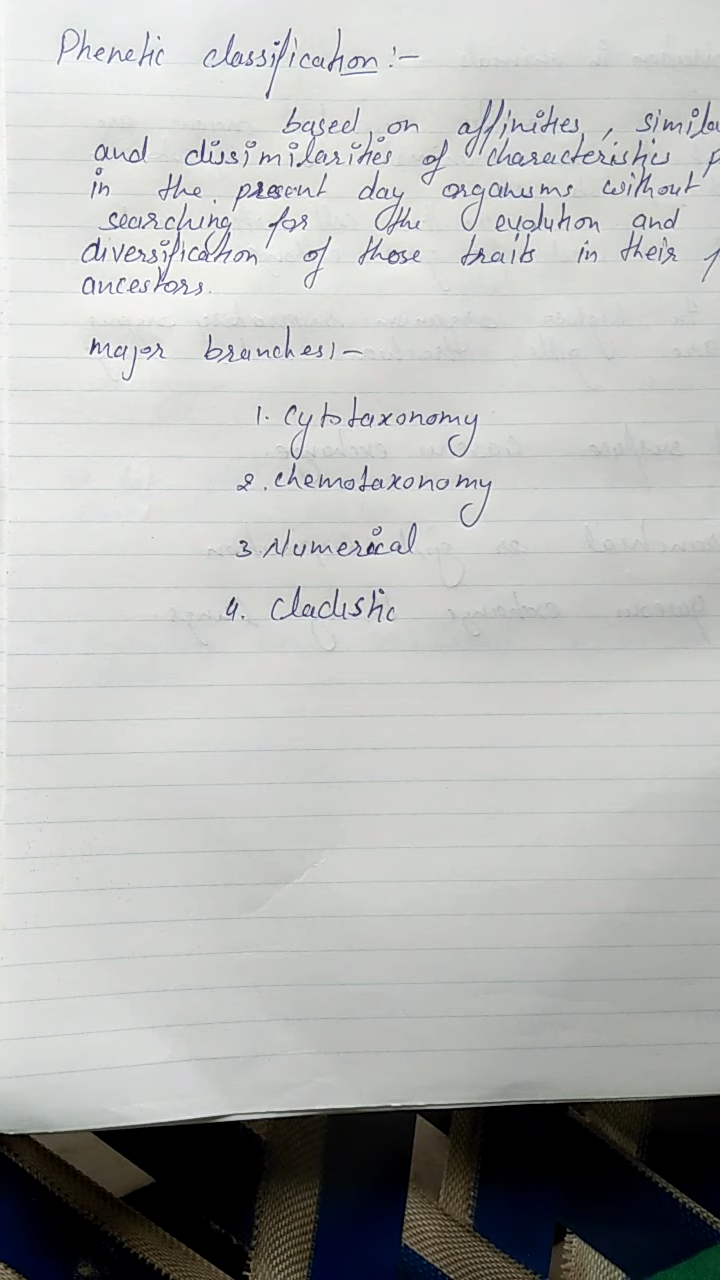 Phenetic classification :-
based on affinities, simila
and dissimilarities of characteristics p
in the present day organisms without
searching for the evolution and
diversification of those traits in their
ancestors.
major branches :-
1. Cytotaxonomy
2. chemotaxonomy
3. Numerical
4. Cladistic